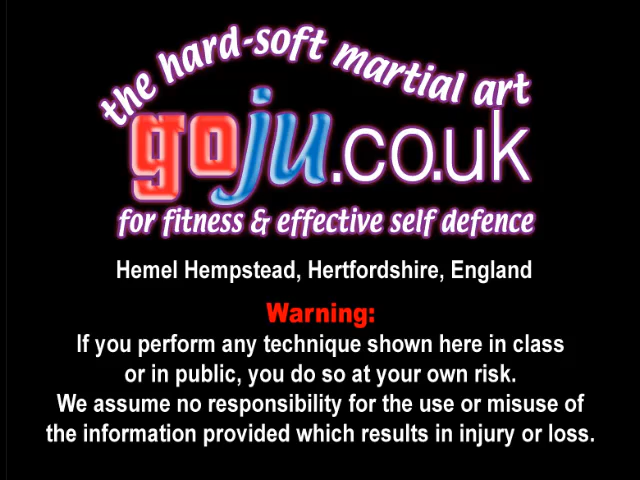 the hard-soft martial art
goju.co.uk
for fitness & effective self defence
Hemel Hempstead, Hertfordshire, England
Warning:
If you perform any technique shown here in class
or in public, you do so at your own risk.
We assume no responsibility for the use or misuse of
the information provided which results in injury or loss.